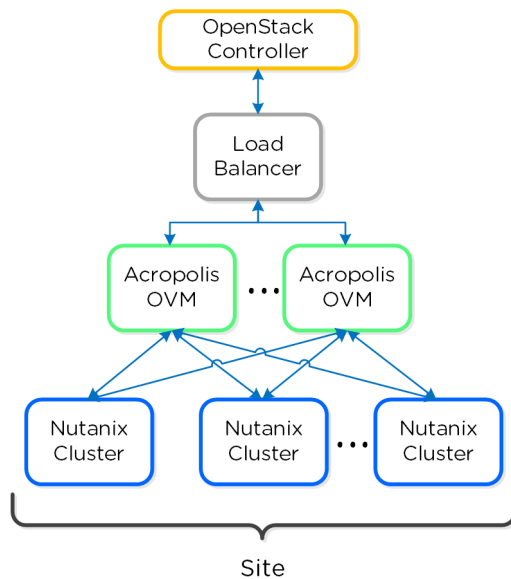 OpenStack
Controller
Load
Balancer
Acropolis
OVM
...
Acropolis
OVM
Nutanix
Cluster
Nutanix
Cluster
...
Nutanix
Cluster
Site